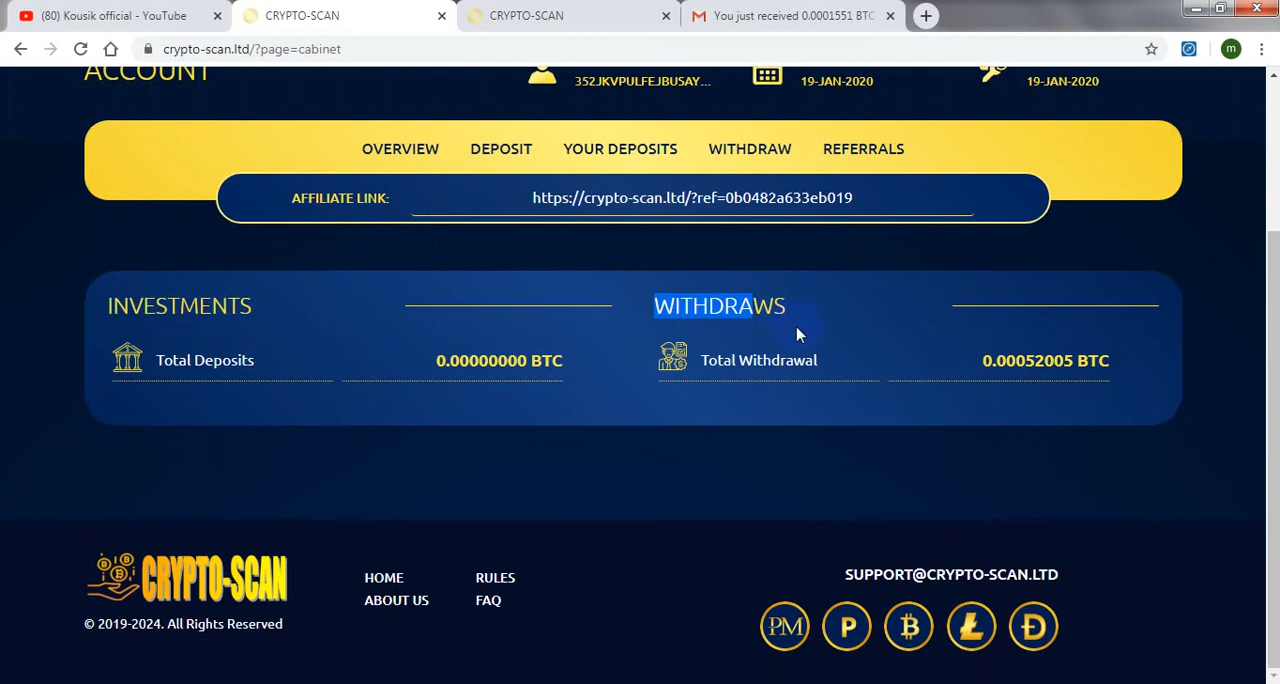 (80) Kousik official - YouTube
CRYPTO-SCAN
CRYPTO-SCAN
You just received 0.0001551 BTC
crypto-scan.ltd/?page=cabinet
m
ACCOUNT
352JKVPULFEJBUSAY...
19-JAN-2020
19-JAN-2020
OVERVIEW
DEPOSIT
YOUR DEPOSITS
WITHDRAW
REFERRALS
AFFILIATE LINK:
https://crypto-scan.ltd/?ref=0b0482a633eb019
INVESTMENTS
WITHDRAWS
Total Deposits
0.00000000 BTC
Total Withdrawal
0.00052005 BTC
CRYPTO-SCAN
© 2019-2024. All Rights Reserved
HOME
RULES
ABOUT US
FAQ
SUPPORT@CRYPTO-SCAN.LTD
PM
P